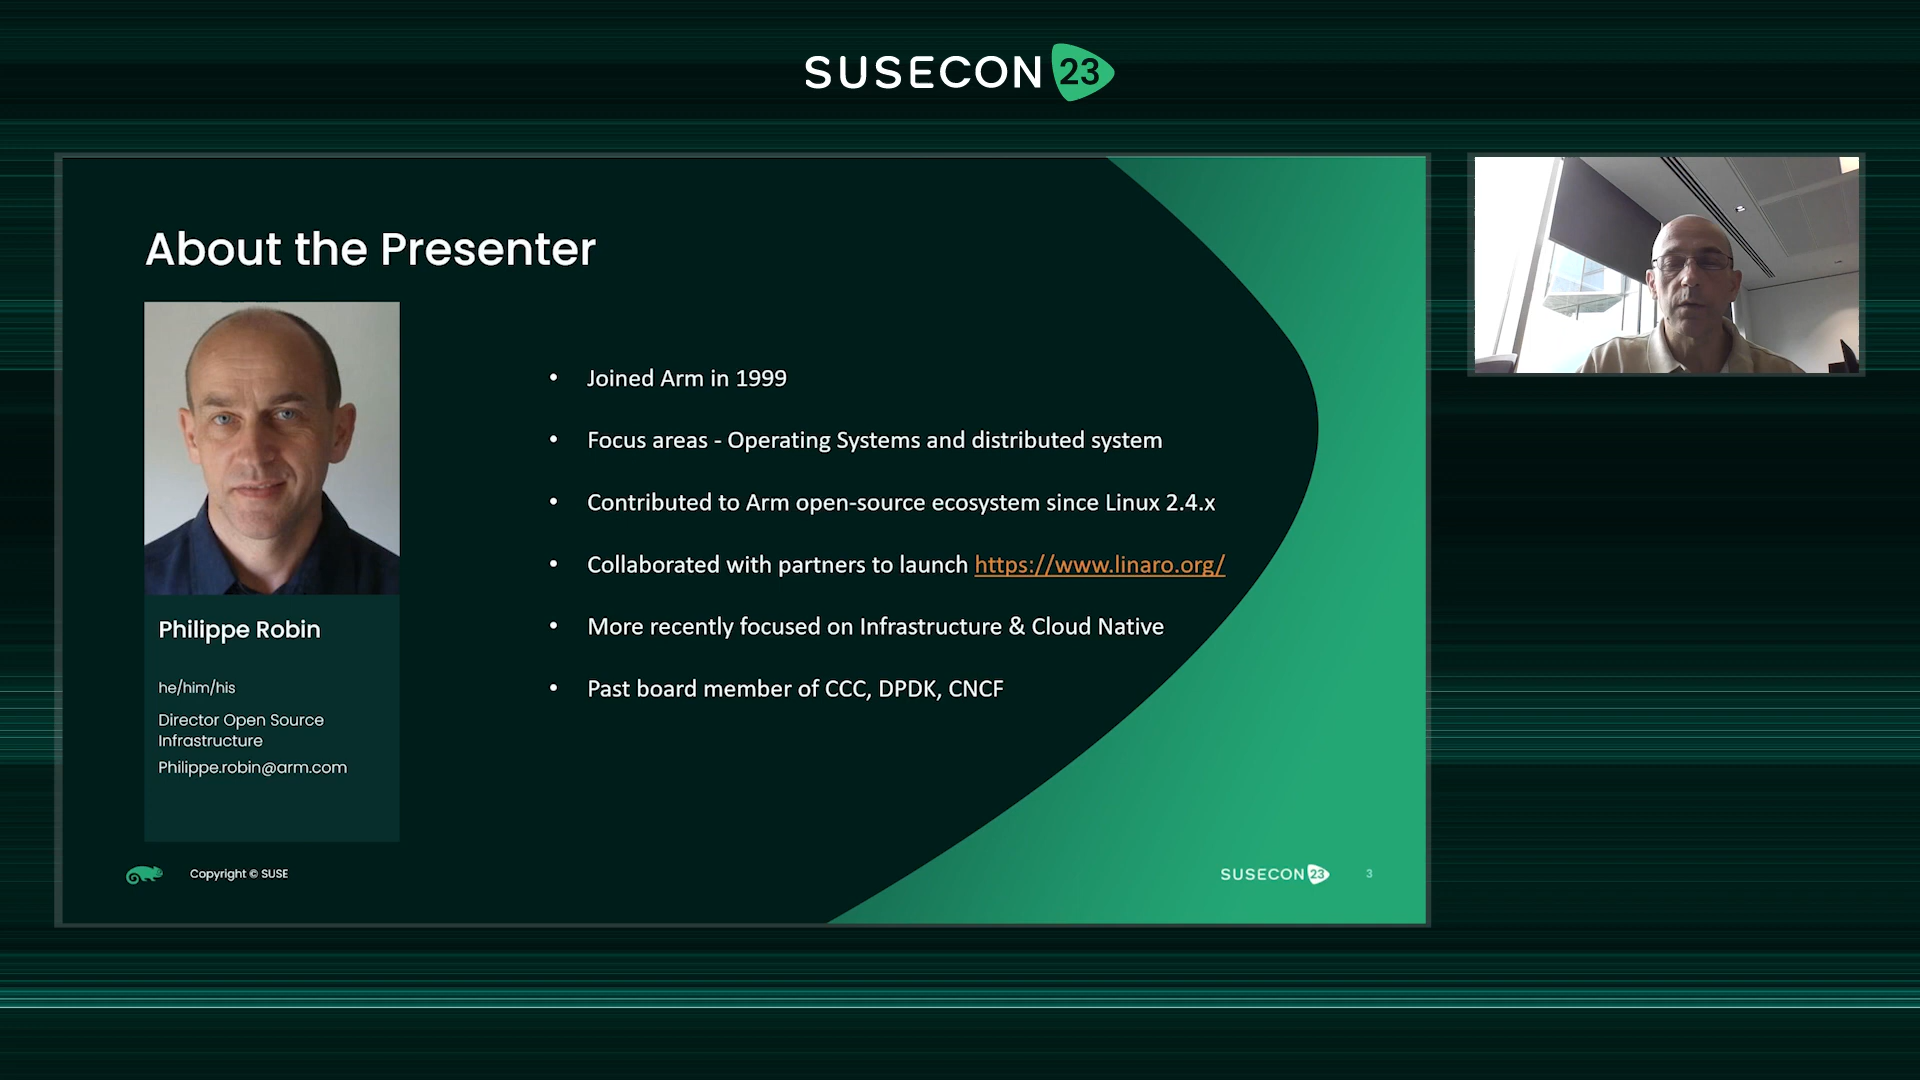 SUSECON 23
About the Presenter
Philippe Robin
he/him/his
Director Open Source
Infrastructure
Philippe.robin@arm.com
• Joined Arm in 1999
• Focus areas - Operating Systems and distributed system
• Contributed to Arm open-source ecosystem since Linux 2.4.x
• Collaborated with partners to launch https://www.linaro.org/
• More recently focused on Infrastructure & Cloud Native
• Past board member of CCC, DPDK, CNCF
Copyright © SUSE
SUSECON 23
3